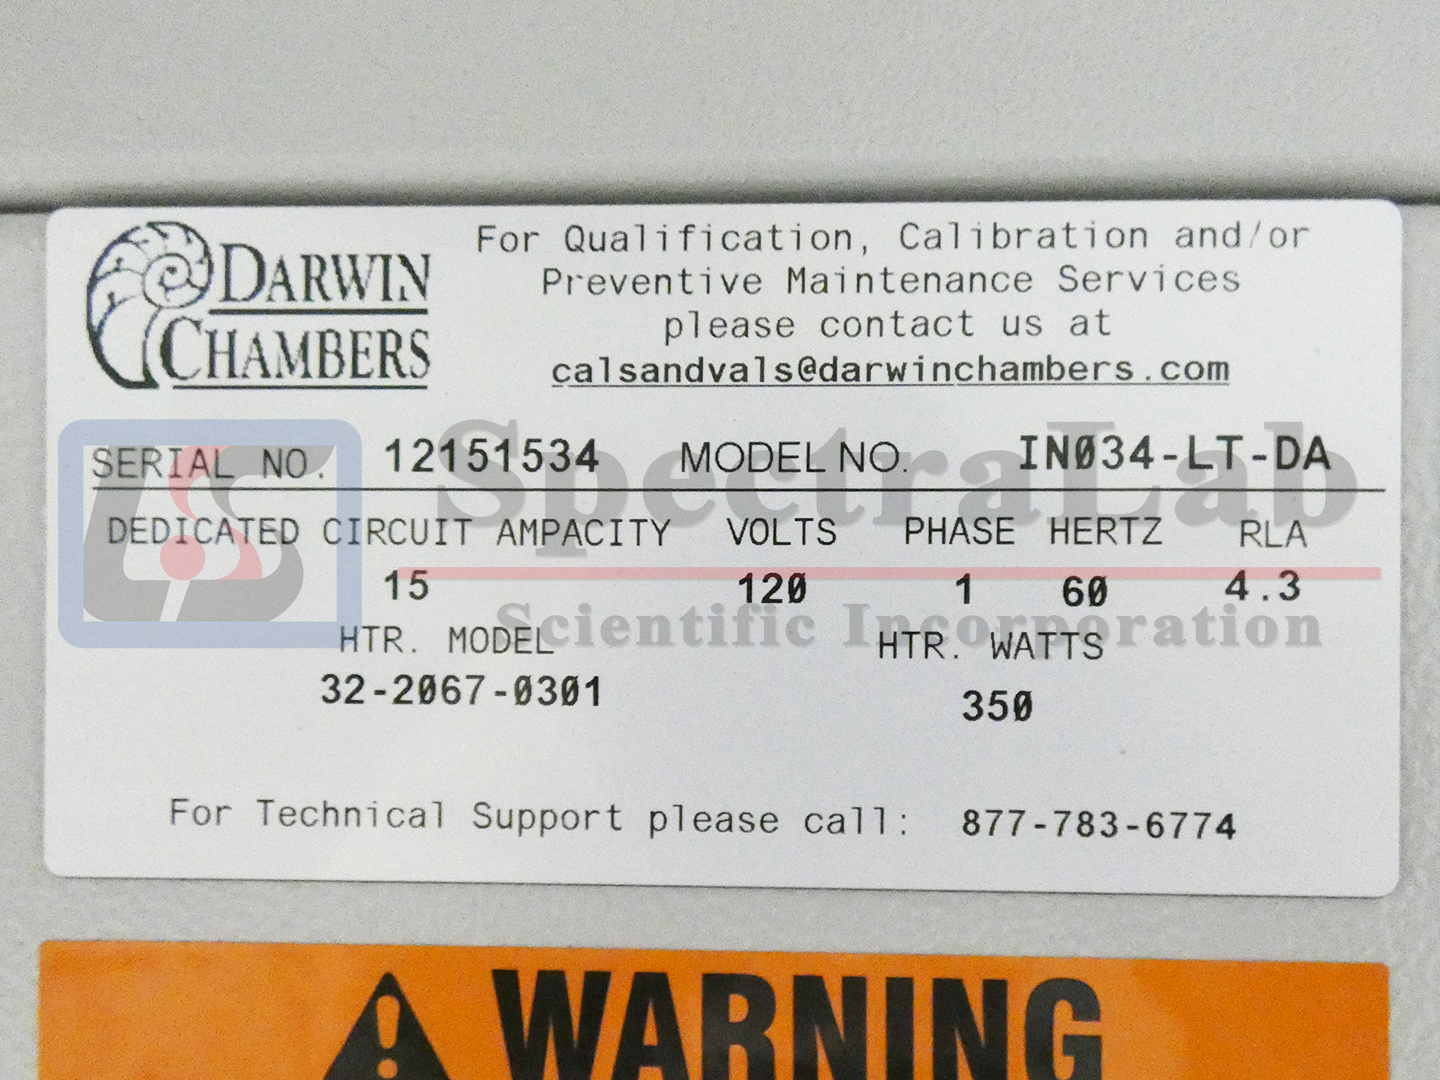 DARWIN
CHAMBERS
For Qualification, Calibration and/or
Preventive Maintenance Services
please contact us at
calsandvals@darwinchambers.com
SERIAL NO. 12151534 MODEL NO. IN034-LT-DA
DEDICATED CIRCUIT AMPACITY VOLTS PHASE HERTZ RLA
15 120 1 60 4.3
HTR. MODEL HTR. WATTS
32-2067-0301 350
For Technical Support please call: 877-783-6774
LS SpectraLab
Scientific Incorporation
WARNING